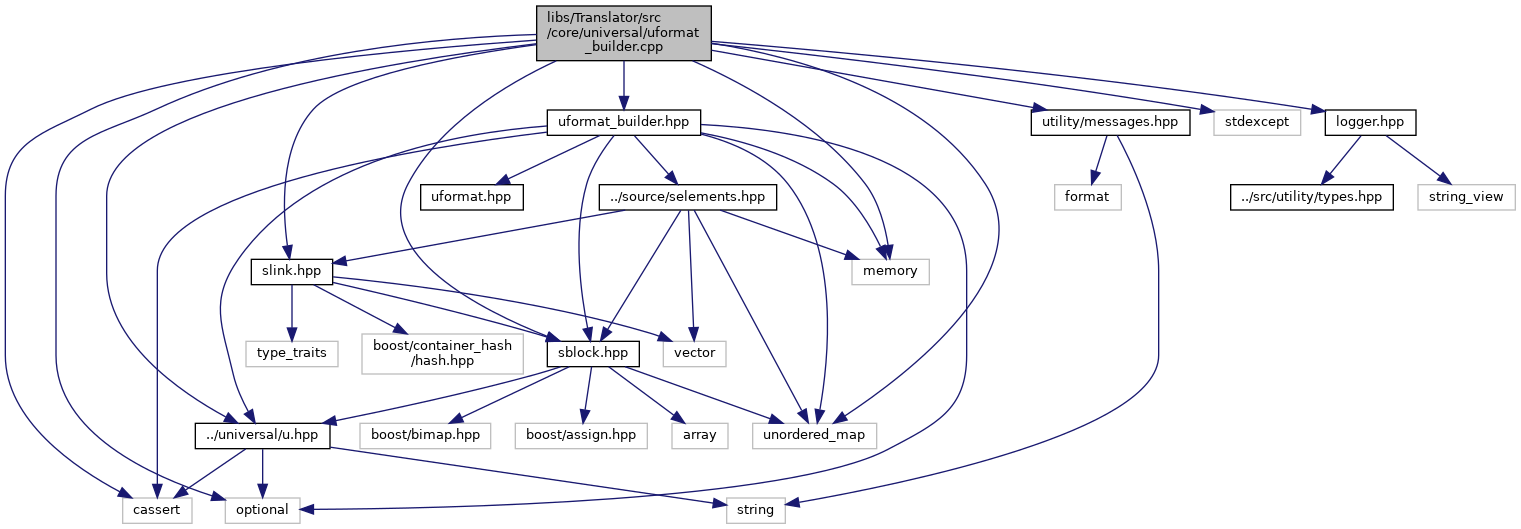 libs/Translator/src
/core/universal/uformat
_builder.cpp
uformat_builder.hpp
utility/messages.hpp
stdexcept
logger.hpp
uformat.hpp
../source/selements.hpp
format
../src/utility/types.hpp
string_view
slink.hpp
memory
type_traits
boost/container_hash
/hash.hpp
sblock.hpp
vector
../universal/u.hpp
boost/bimap.hpp
boost/assign.hpp
array
unordered_map
cassert
optional
string